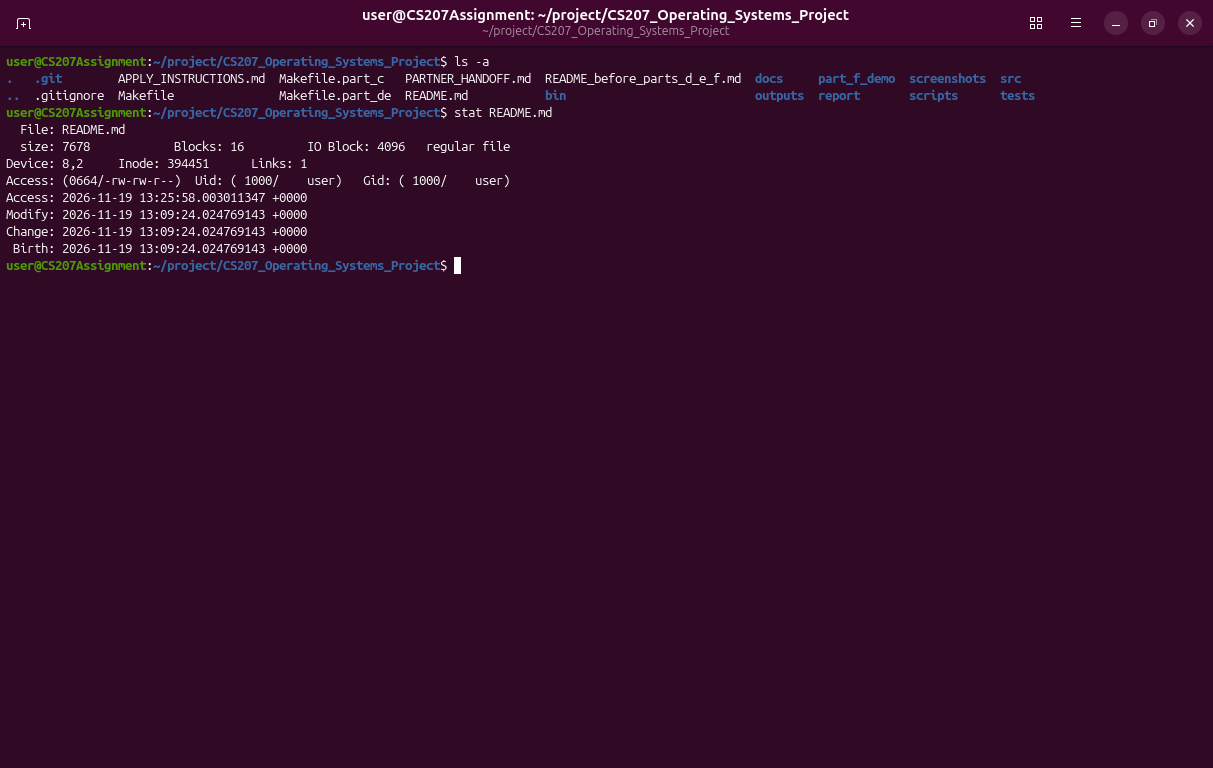 user@CS207Assignment: ~/project/CS207_Operating_Systems_Project
~/project/CS207_Operating_Systems_Project
user@CS207Assignment:~/project/CS207_Operating_Systems_Project$ ls -a
.   .git        APPLY_INSTRUCTIONS.md  Makefile.part_c   PARTNER_HANDOFF.md  README_before_parts_d_e_f.md  docs     part_f_demo  screenshots  src
..  .gitignore  Makefile               Makefile.part_de  README.md           bin                           outputs  report       scripts      tests
user@CS207Assignment:~/project/CS207_Operating_Systems_Project$ stat README.md
  File: README.md
  size: 7678            Blocks: 16         IO Block: 4096   regular file
Device: 8,2     Inode: 394451      Links: 1
Access: (0664/-rw-rw-r--)  Uid: ( 1000/    user)   Gid: ( 1000/    user)
Access: 2026-11-19 13:25:58.003011347 +0000
Modify: 2026-11-19 13:09:24.024769143 +0000
Change: 2026-11-19 13:09:24.024769143 +0000
 Birth: 2026-11-19 13:09:24.024769143 +0000
user@CS207Assignment:~/project/CS207_Operating_Systems_Project$